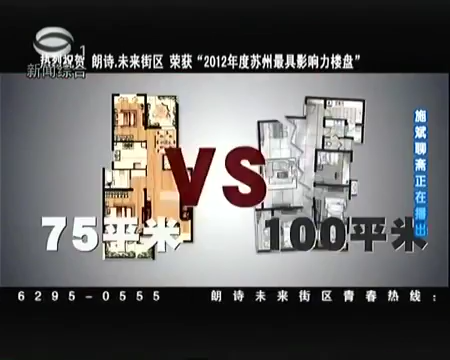 热烈祝贺 朗诗.未来街区 荣获“2012年度苏州最具影响力楼盘”
1
新闻综合
施斌聊斋正在播出
VS
75平米
100平米
6295-0555 朗诗未来街区青春热线: